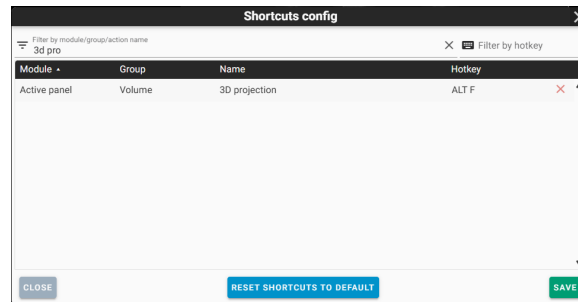 Shortcuts config
Filter by module/group/action name
3d pro
Filter by hotkey
Module Group Name Hotkey
Active panel Volume 3D projection ALT F
CLOSE RESET SHORTCUTS TO DEFAULT SAVE